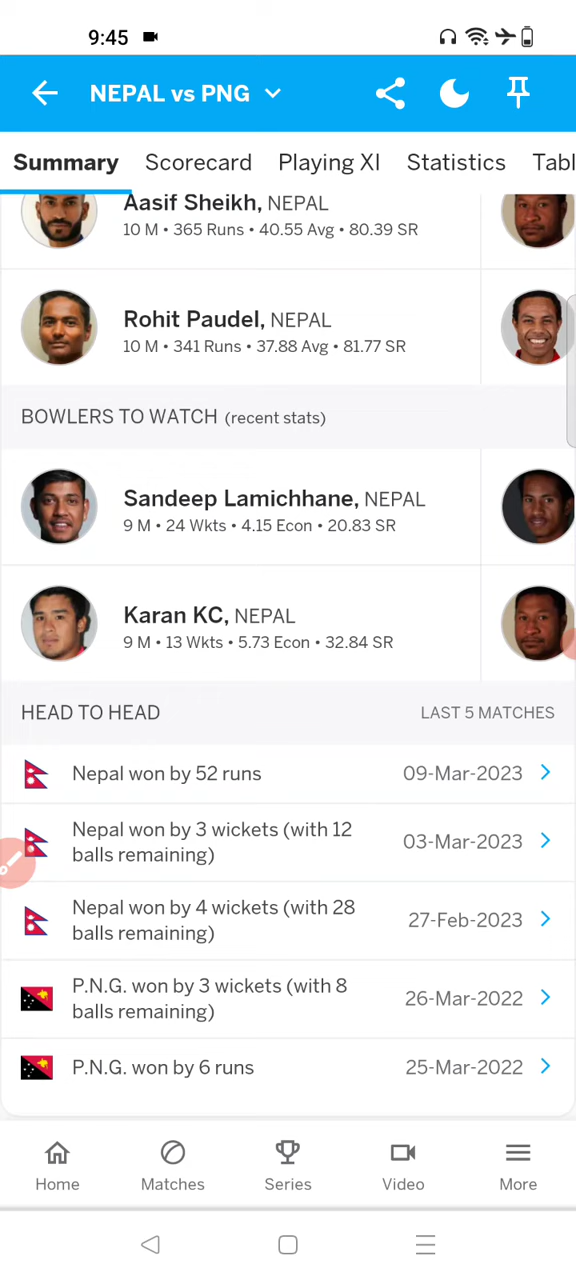 9:45
NEPAL vs PNG
Summary Scorecard Playing XI Statistics Tabl
Aasif Sheikh, NEPAL
10 M • 365 Runs • 40.55 Avg • 80.39 SR
Rohit Paudel, NEPAL
10 M • 341 Runs • 37.88 Avg • 81.77 SR
BOWLERS TO WATCH (recent stats)
Sandeep Lamichhane, NEPAL
9 M • 24 Wkts • 4.15 Econ • 20.83 SR
Karan KC, NEPAL
9 M • 13 Wkts • 5.73 Econ • 32.84 SR
HEAD TO HEAD LAST 5 MATCHES
Nepal won by 52 runs 09-Mar-2023
Nepal won by 3 wickets (with 12
balls remaining) 03-Mar-2023
Nepal won by 4 wickets (with 28
balls remaining) 27-Feb-2023
P.N.G. won by 3 wickets (with 8
balls remaining) 26-Mar-2022
P.N.G. won by 6 runs 25-Mar-2022
Home Matches Series Video More